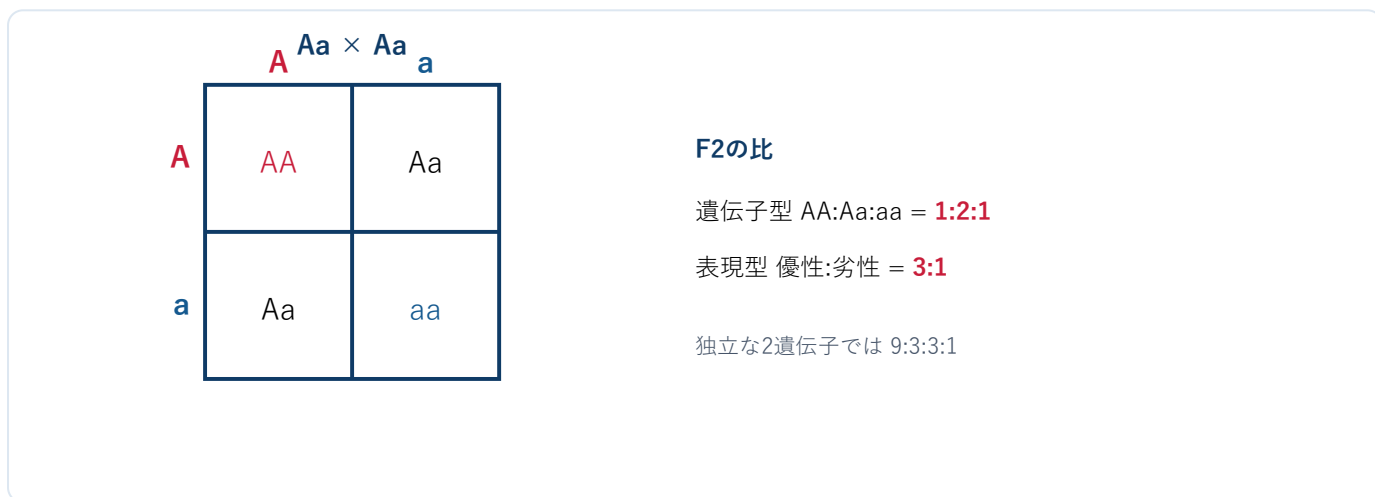 Aa × Aa
A a
A AA Aa
a Aa aa
F2の比
遺伝子型 AA:Aa:aa = 1:2:1
表現型 優性:劣性 = 3:1
独立な2遺伝子では 9:3:3:1